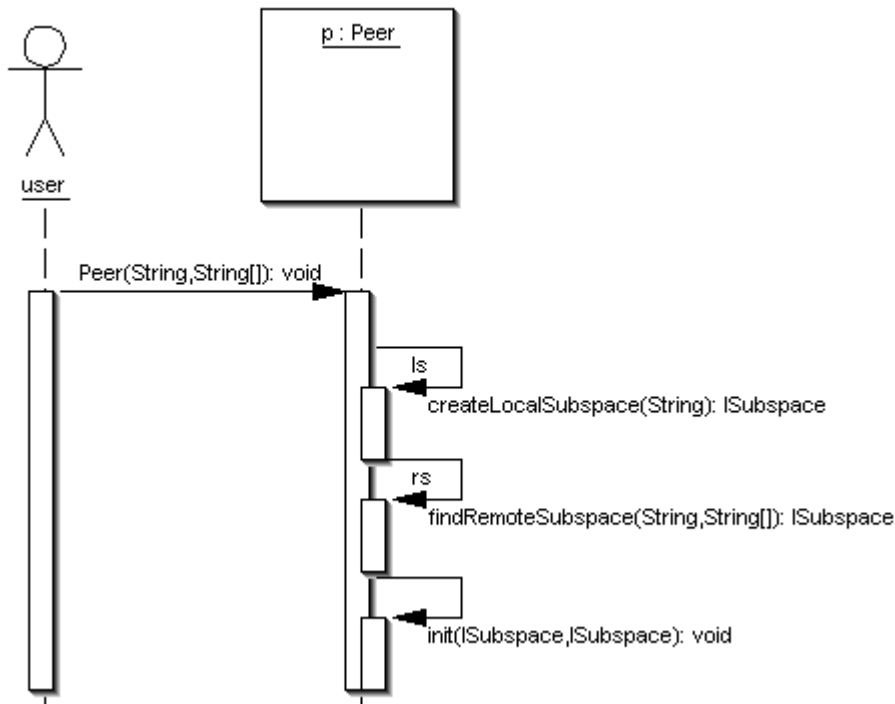 p : Peer
user
Peer(String,String[]): void
ls
createLocalSubspace(String): ISubspace
rs
findRemoteSubspace(String,String[]): ISubspace
init(ISubspace,ISubspace): void